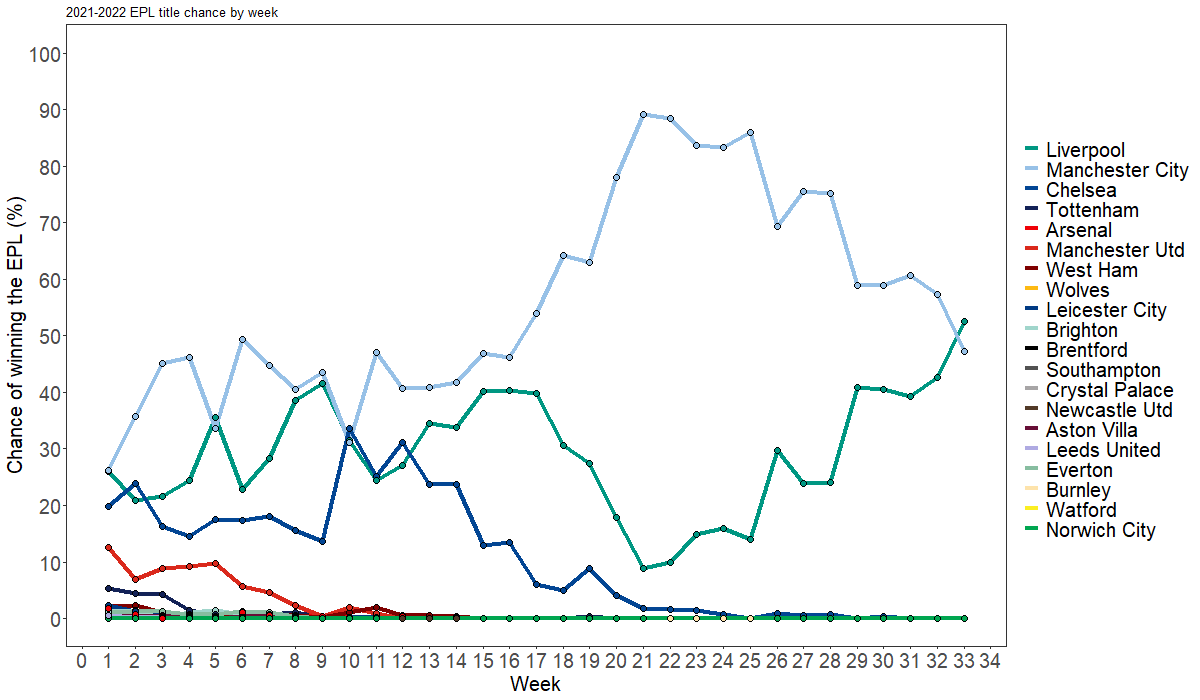 2021-2022 EPL title chance by week
100
90
80
70
60
50
40
30
20
10
0
Chance of winning the EPL (%)
0 1 2 3 4 5 6 7 8 9 10 11 12 13 14 15 16 17 18 19 20 21 22 23 24 25 26 27 28 29 30 31 32 33 34
Week
Liverpool
Manchester City
Chelsea
Tottenham
Arsenal
Manchester Utd
West Ham
Wolves
Leicester City
Brighton
Brentford
Southampton
Crystal Palace
Newcastle Utd
Aston Villa
Leeds United
Everton
Burnley
Watford
Norwich City